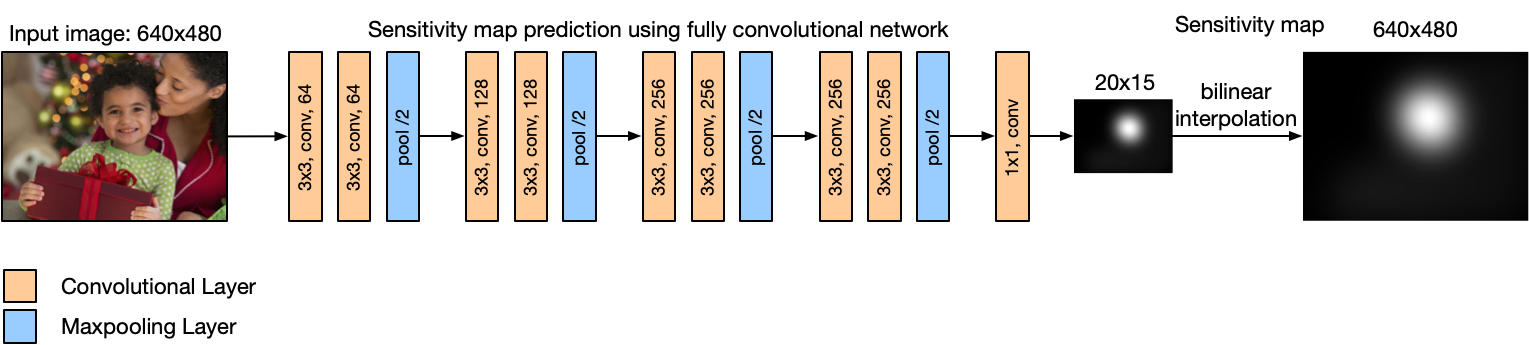 Input image: 640x480
Sensitivity map prediction using fully convolutional network
Sensitivity map
640x480
3x3, conv, 64
3x3, conv, 64
pool /2
3x3, conv, 128
3x3, conv, 128
pool /2
3x3, conv, 256
3x3, conv, 256
pool /2
3x3, conv, 256
3x3, conv, 256
pool /2
1x1, conv
20x15
bilinear
interpolation
Convolutional Layer
Maxpooling Layer